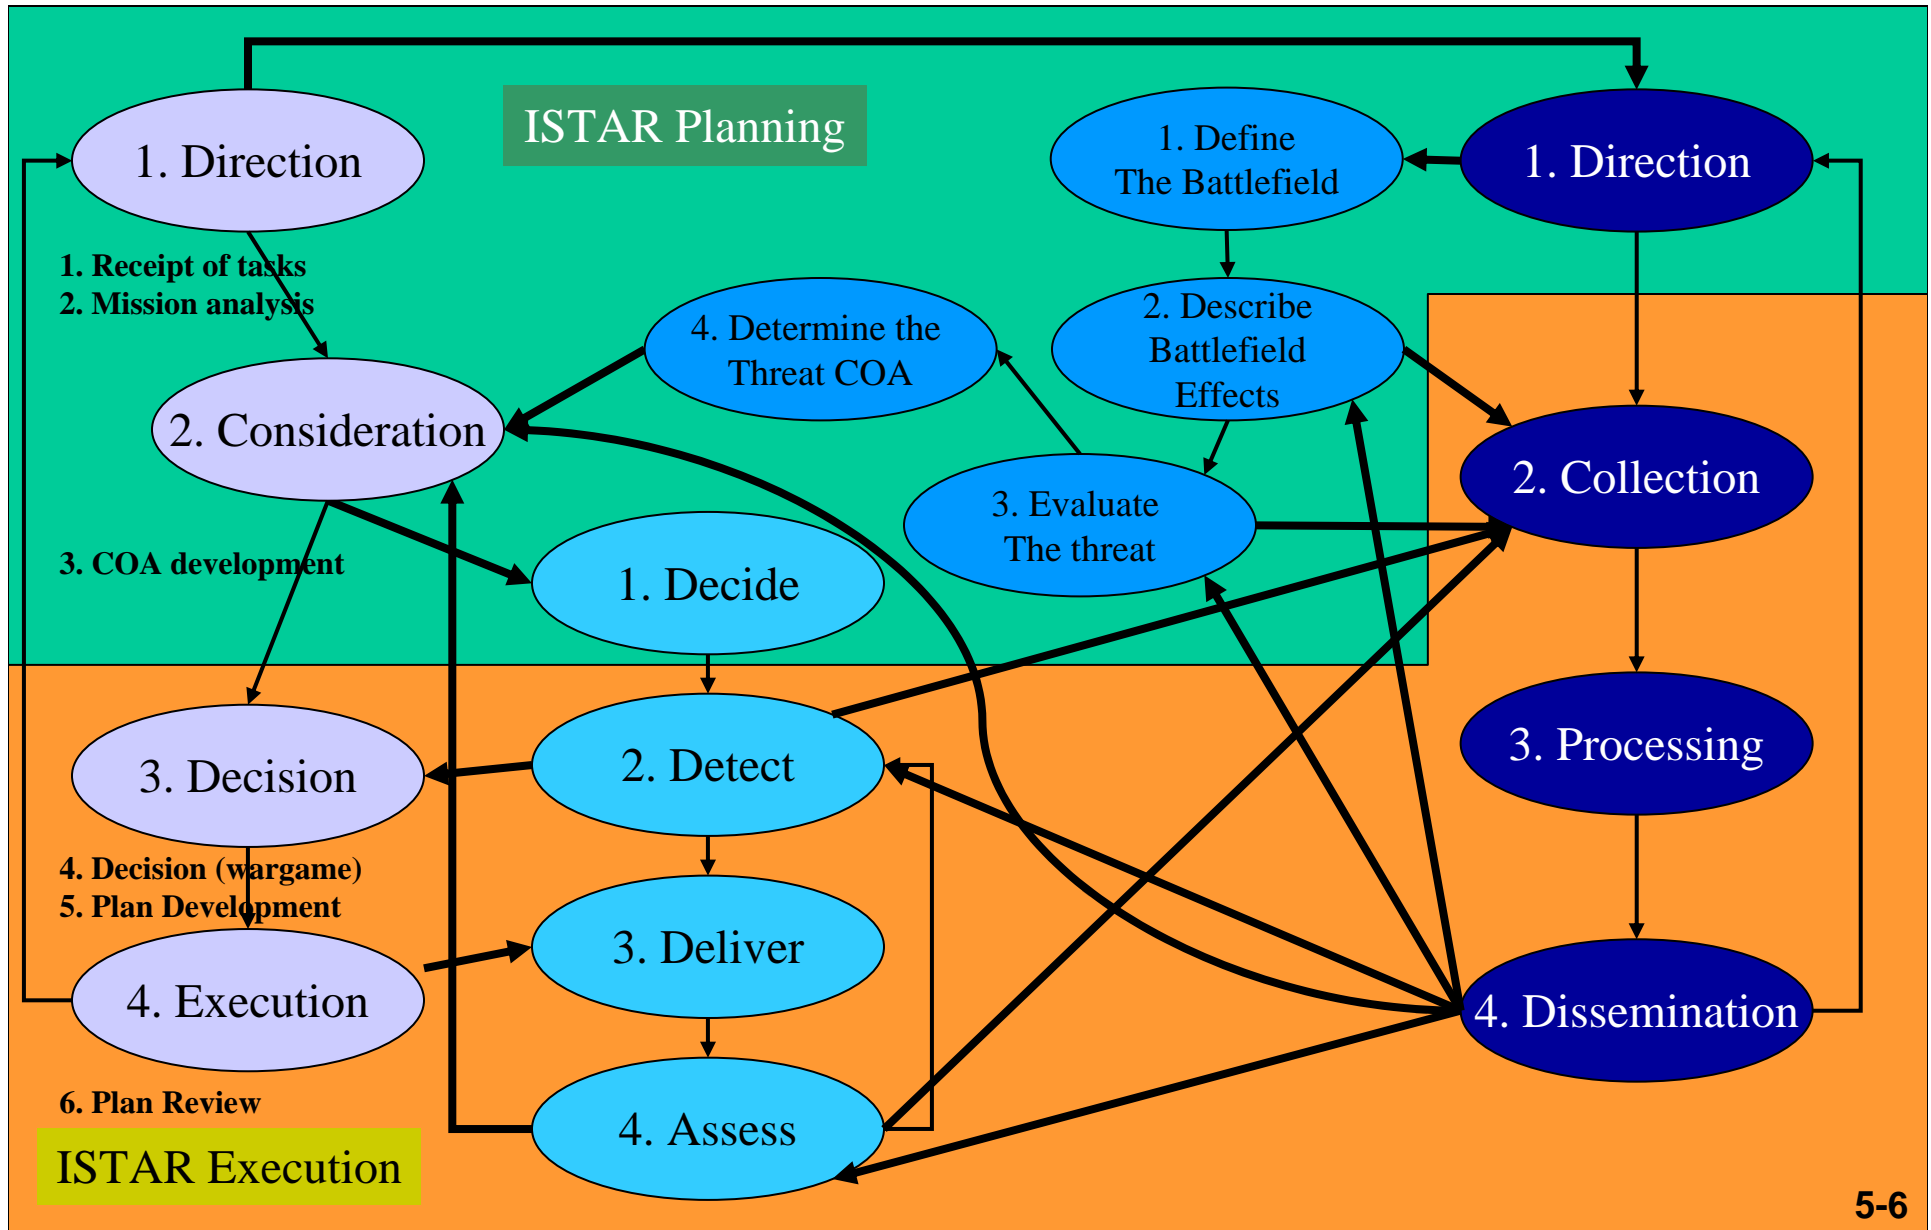 ISTAR Planning
1. Direction
1. Receipt of tasks
2. Mission analysis
2. Consideration
3. COA development
3. Decision
4. Decision (wargame)
5. Plan Development
4. Execution
6. Plan Review
ISTAR Execution
1. Decide
2. Detect
3. Deliver
4. Assess
1. Define
The Battlefield
2. Describe
Battlefield
Effects
3. Evaluate
The threat
4. Determine the
Threat COA
1. Direction
2. Collection
3. Processing
4. Dissemination
5-6